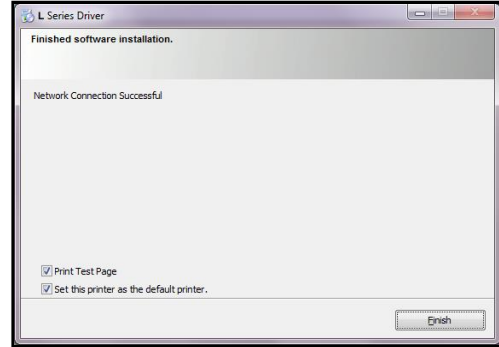 L Series Driver
Finished software installation.
Network Connection Successful
Print Test Page
Set this printer as the default printer.
Finish